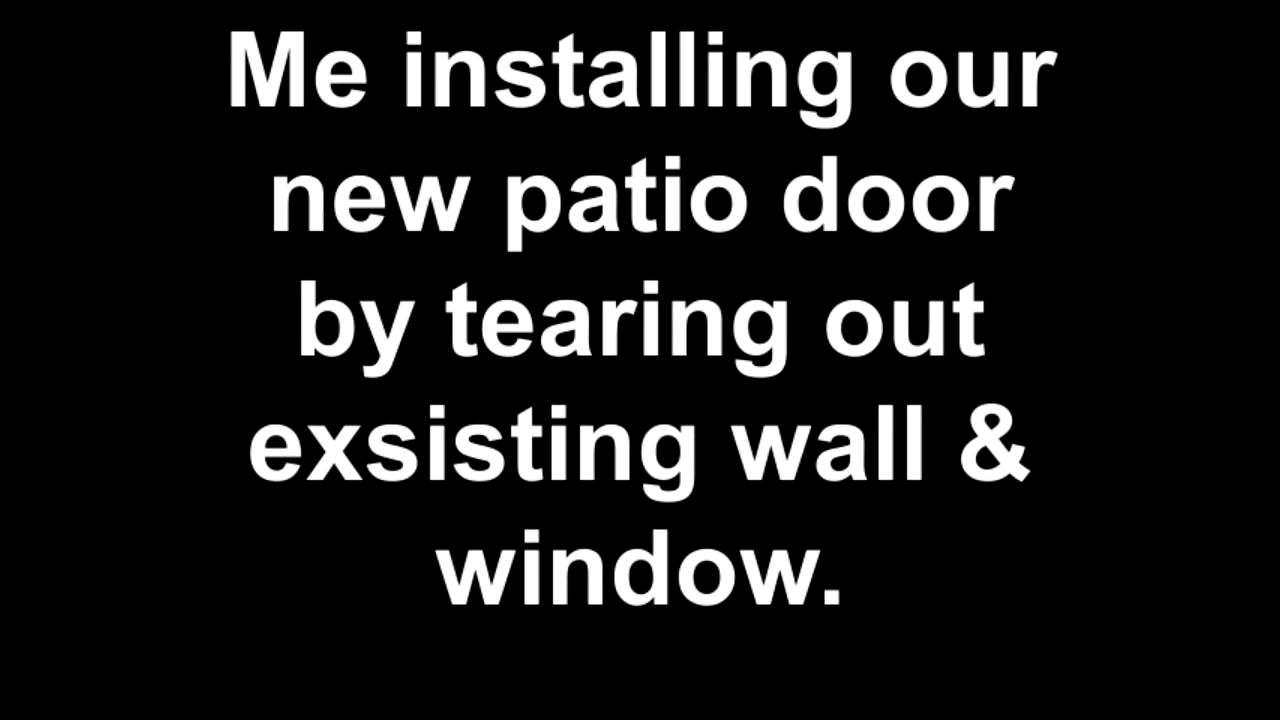 Me installing our
new patio door
by tearing out
exsisting wall &
window.